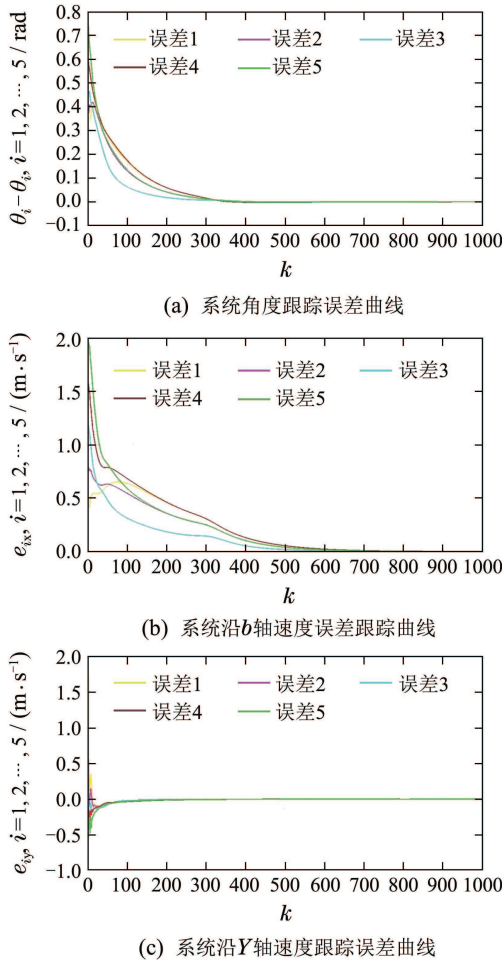 0.8
0.7
0.6
0.5
0.4
0.3
0.2
0.1
0.0
−0.1
θi−θi, i=1, 2, ···, 5 / rad
误差1 误差2 误差3
误差4 误差5
0 100 200 300 400 500 600 700 800 900 1000
k
(a) 系统角度跟踪误差曲线
2.0
1.5
1.0
0.5
0.0
eix, i=1, 2, ···, 5 / (m·s⁻¹)
误差1 误差2 误差3
误差4 误差5
0 100 200 300 400 500 600 700 800 900 1000
k
(b) 系统沿b轴速度误差跟踪曲线
2.0
1.5
1.0
0.5
0.0
−0.5
−1.0
eiy, i=1, 2, ···, 5 / (m·s⁻¹)
误差1 误差2 误差3
误差4 误差5
0 100 200 300 400 500 600 700 800 900 1000
k
(c) 系统沿Y轴速度跟踪误差曲线